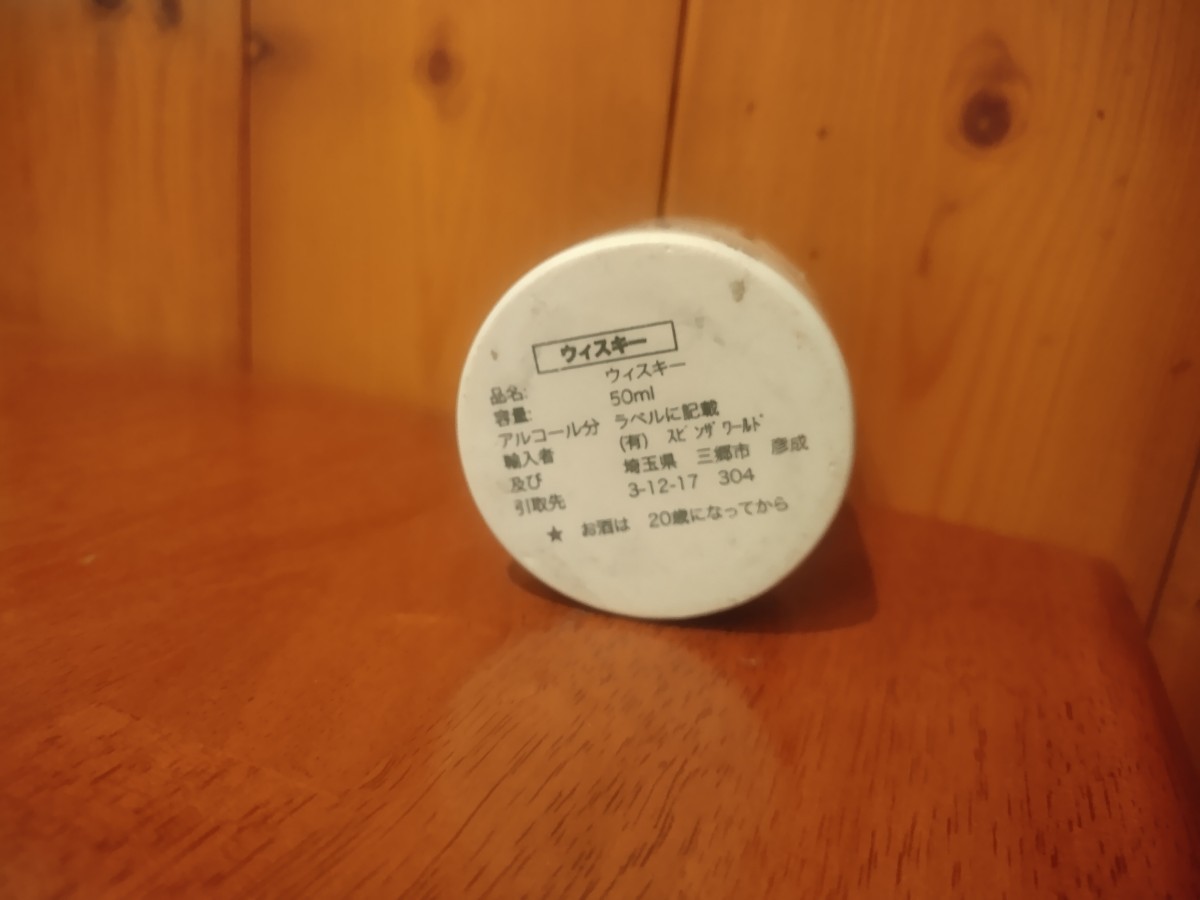 ウィスキー
品名: ウィスキー
容量: 50ml
アルコール分 ラベルに記載
輸入者 (有) スピンザワールド
及び 埼玉県 三郷市 彦成
引取先 3-12-17 304
★ お酒は 20歳になってから